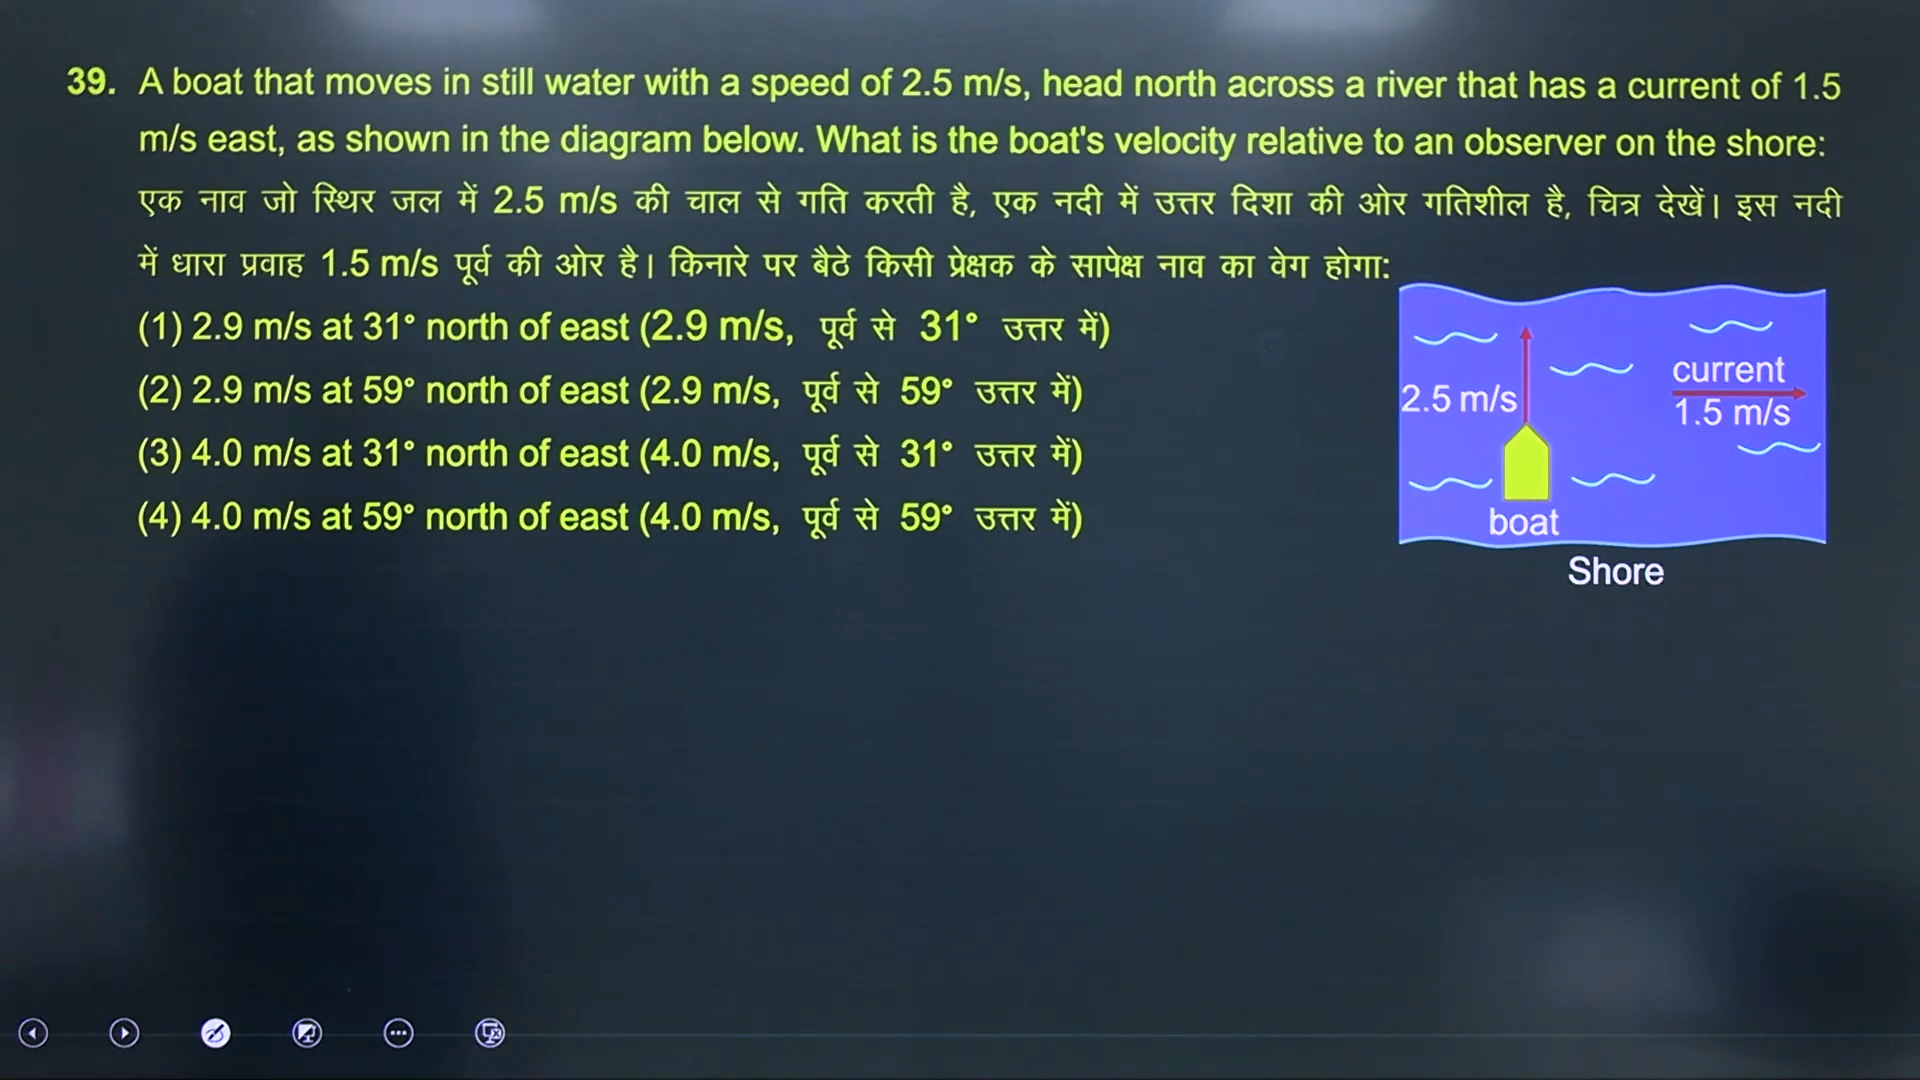 39. A boat that moves in still water with a speed of 2.5 m/s, head north across a river that has a current of 1.5
m/s east, as shown in the diagram below. What is the boat's velocity relative to an observer on the shore:
एक नाव जो स्थिर जल में 2.5 m/s की चाल से गति करती है, एक नदी में उत्तर दिशा की ओर गतिशील है, चित्र देखें। इस नदी
में धारा प्रवाह 1.5 m/s पूर्व की ओर है। किनारे पर बैठे किसी प्रेक्षक के सापेक्ष नाव का वेग होगा:
(1) 2.9 m/s at 31° north of east (2.9 m/s, पूर्व से 31° उत्तर में)
(2) 2.9 m/s at 59° north of east (2.9 m/s, पूर्व से 59° उत्तर में)
(3) 4.0 m/s at 31° north of east (4.0 m/s, पूर्व से 31° उत्तर में)
(4) 4.0 m/s at 59° north of east (4.0 m/s, पूर्व से 59° उत्तर में)
current
2.5 m/s
1.5 m/s
boat
Shore